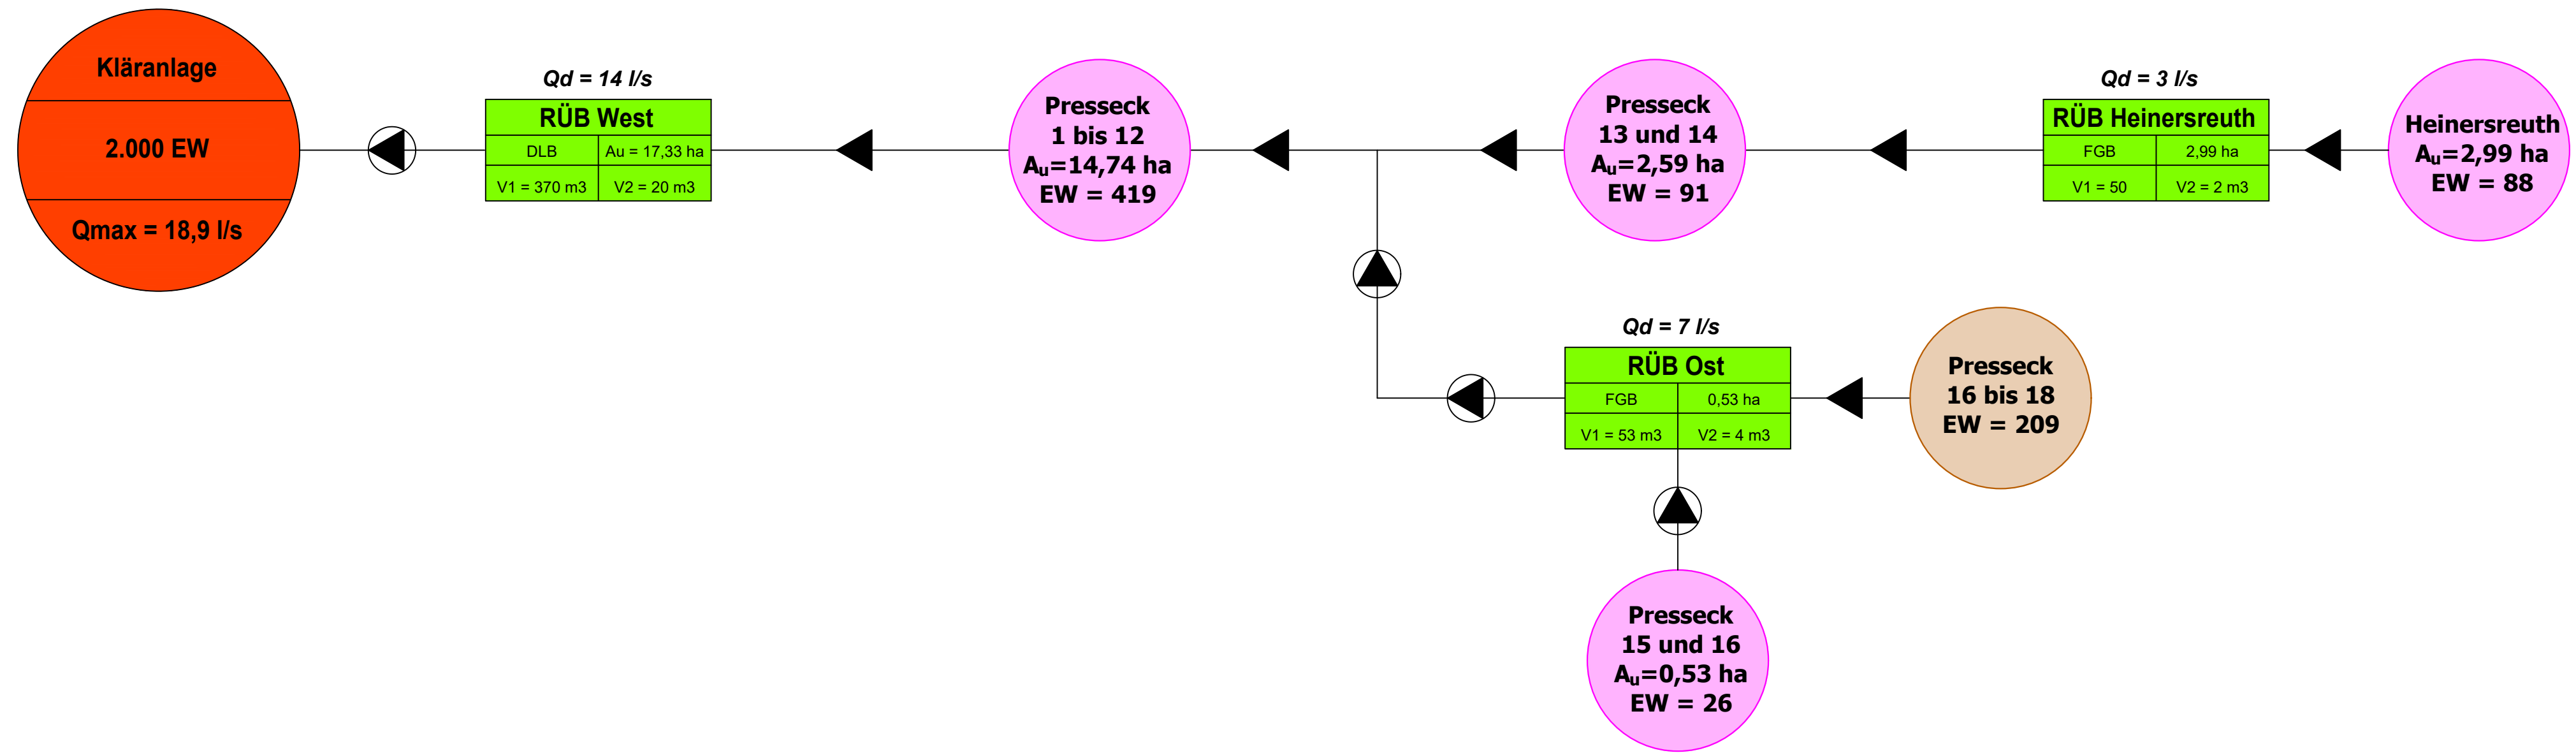 Kläranlage
2.000 EW
Qmax = 18,9 l/s
Qd = 14 l/s
RÜB West
DLB
Au = 17,33 ha
V1 = 370 m3
V2 = 20 m3
Presseck
1 bis 12
Aᵤ=14,74 ha
EW = 419
Presseck
13 und 14
Aᵤ=2,59 ha
EW = 91
Qd = 3 l/s
RÜB Heinersreuth
FGB
2,99 ha
V1 = 50
V2 = 2 m3
Heinersreuth
Aᵤ=2,99 ha
EW = 88
Qd = 7 l/s
RÜB Ost
FGB
0,53 ha
V1 = 53 m3
V2 = 4 m3
Presseck
16 bis 18
EW = 209
Presseck
15 und 16
Aᵤ=0,53 ha
EW = 26